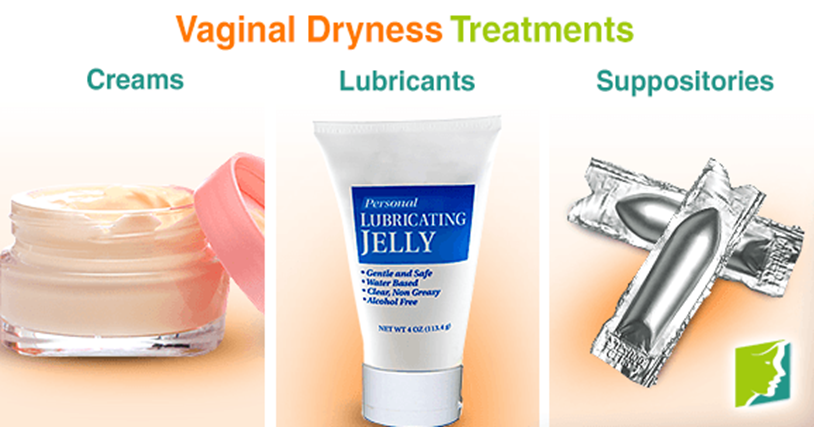 Vaginal Dryness Treatments
Creams
Lubricants
Suppositories
Personal
LUBRICATING
JELLY
• Gentle and Safe
• Water Based
• Clear, Non Greasy
• Alcohol Free
NET WT 4 OZ (113.4 g)